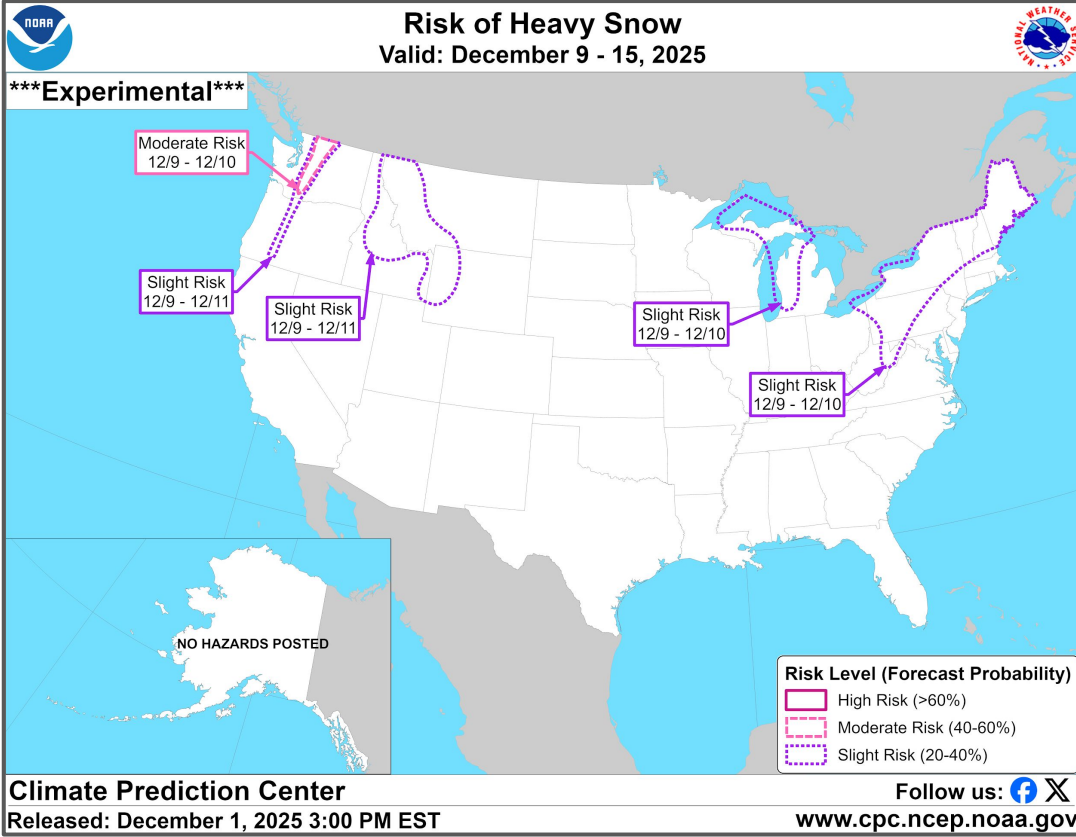 NOAA
Risk of Heavy Snow
Valid: December 9 - 15, 2025
NATIONAL WEATHER SERVICE
***Experimental***
Moderate Risk
12/9 - 12/10
Slight Risk
12/9 - 12/11
Slight Risk
12/9 - 12/11
Slight Risk
12/9 - 12/10
Slight Risk
12/9 - 12/10
NO HAZARDS POSTED
Risk Level (Forecast Probability)
High Risk (>60%)
Moderate Risk (40-60%)
Slight Risk (20-40%)
Climate Prediction Center
Follow us:
Released: December 1, 2025 3:00 PM EST
www.cpc.ncep.noaa.gov